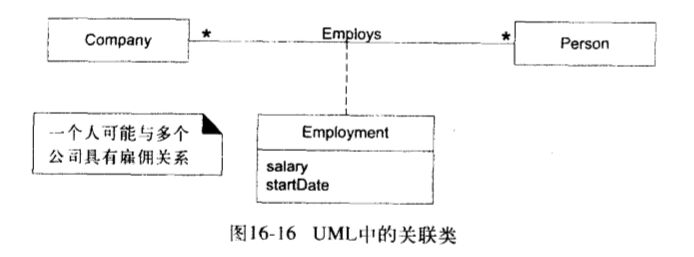 Company
*
Employs
*
Person
一个人可能与多个
公司具有雇佣关系
Employment
salary
startDate
图16-16 UML中的关联类